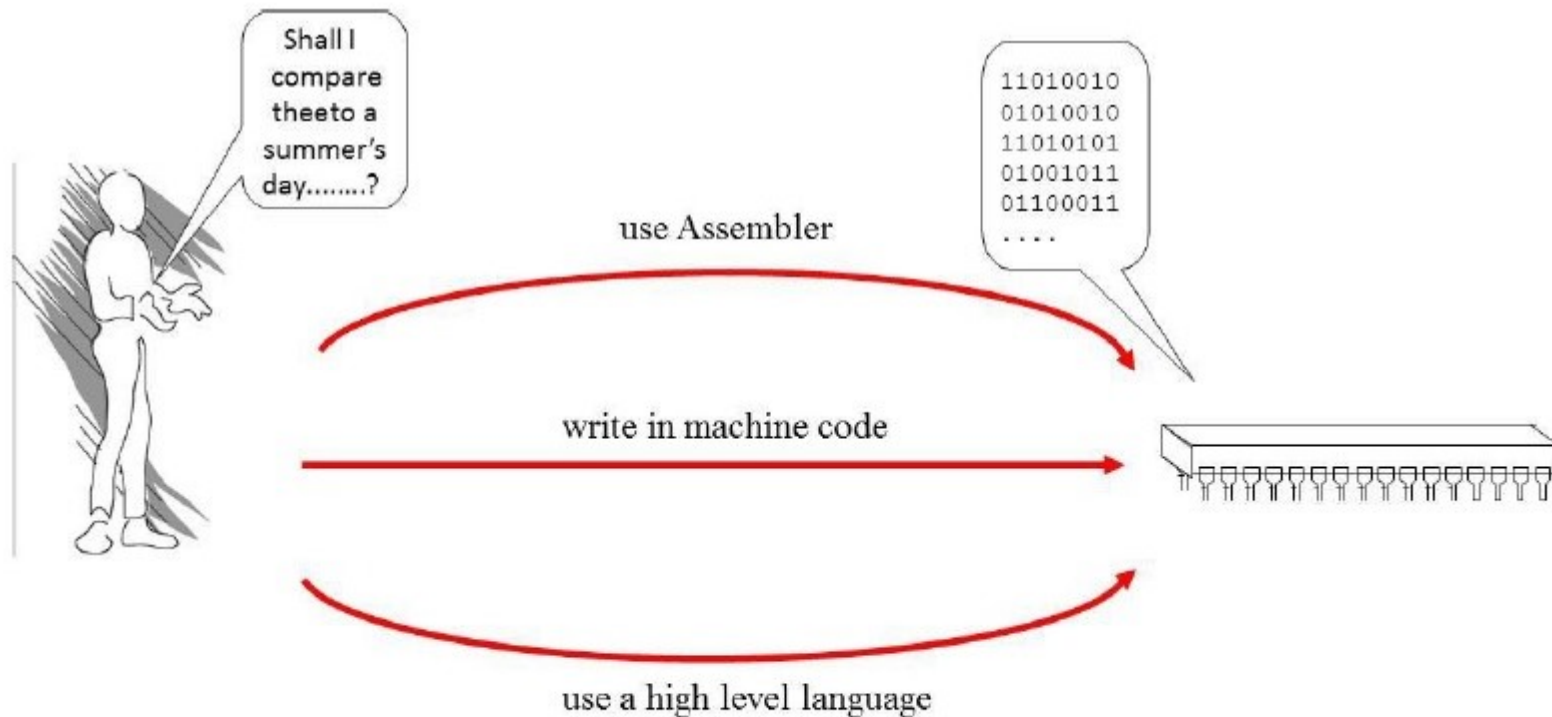 Shall I
compare
theeto a
summer's
day........?
11010010
01010010
11010101
01001011
01100011
....
use Assembler
write in machine code
use a high level language